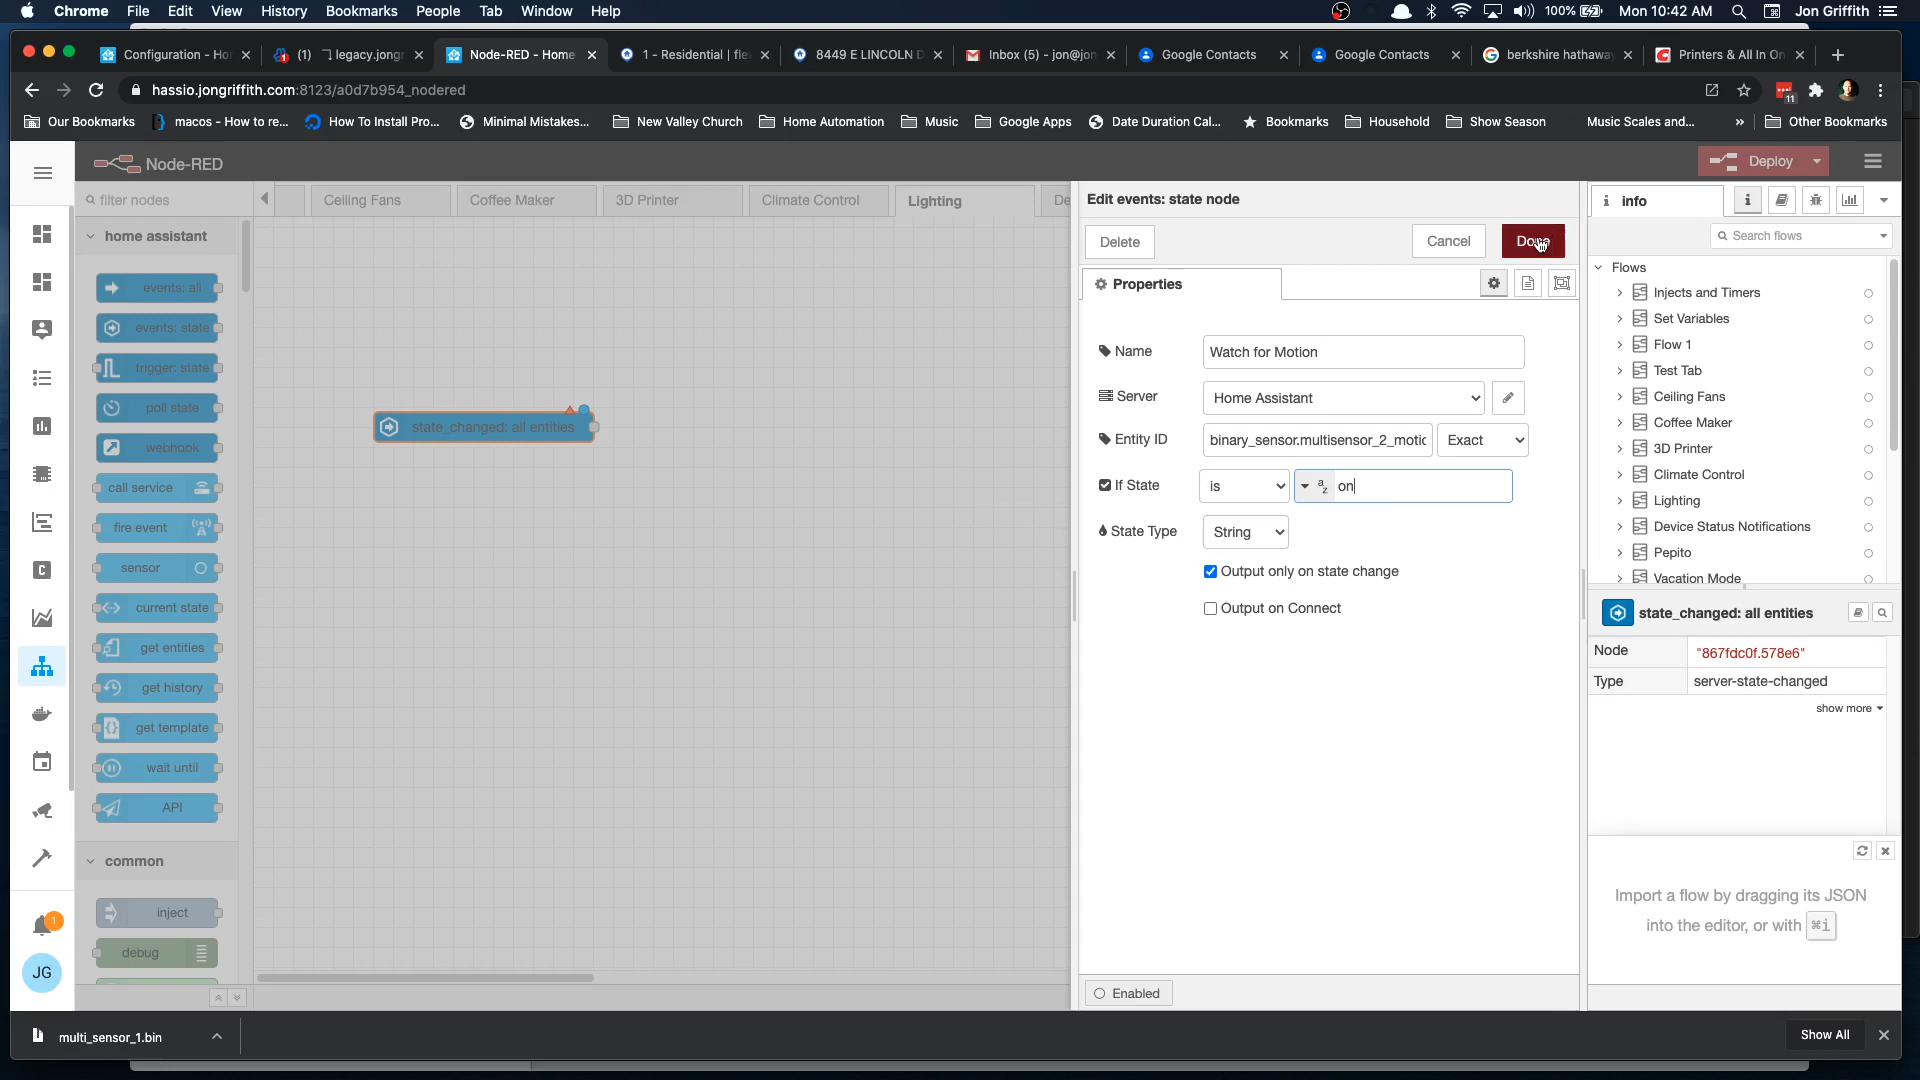 Chrome File Edit View History Bookmarks People Tab Window Help 100% Mon 10:42 AM Jon Griffith
Configuration - Ho (1) legacy.jongr Node-RED - Home 1 - Residential | fle 8449 E LINCOLN D Inbox (5) - jon@jon Google Contacts Google Contacts berkshire hathaway Printers & All In On
hassio.jongriffith.com:8123/a0d7b954_nodered 11
Our Bookmarks macos - How to re... How To Install Pro... Minimal Mistakes... New Valley Church Home Automation Music Google Apps Date Duration Cal... Bookmarks Household Show Season Music Scales and... » Other Bookmarks
Node-RED Deploy
filter nodes
Ceiling Fans Coffee Maker 3D Printer Climate Control Lighting De
home assistant
events: all
events: state
trigger: state
poll state
webhook
call service
fire event
sensor
current state
get entities
get history
get template
wait until
API
common
inject
debug
1
JG
state_changed: all entities
Edit events: state node
Delete Cancel Done
Properties
Name Watch for Motion
Server Home Assistant
Entity ID binary_sensor.multisensor_2_motic Exact
If State is a z on
State Type String
Output only on state change
Output on Connect
Enabled
i info
Search flows
Flows
Injects and Timers
Set Variables
Flow 1
Test Tab
Ceiling Fans
Coffee Maker
3D Printer
Climate Control
Lighting
Device Status Notifications
Pepito
Vacation Mode
state_changed: all entities
Node "867fdc0f.578e6"
Type server-state-changed
show more
Import a flow by dragging its JSON
into the editor, or with ⌘i
multi_sensor_1.bin Show All